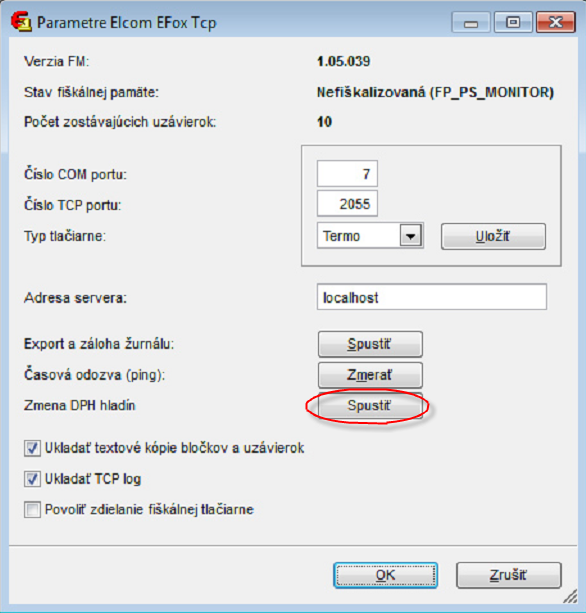 Parametre Elcom EFox Tcp
Verzia FM: 1.05.039
Stav fiškálnej pamäte: Nefiškalizovaná (FP_PS_MONITOR)
Počet zostávajúcich uzávierok: 10
Číslo COM portu: 7
Číslo TCP portu: 2055
Typ tlačiarne: Termo Uložiť
Adresa servera: localhost
Export a záloha žurnálu: Spustiť
Časová odozva (ping): Zmerať
Zmena DPH hladín Spustiť
Ukladať textové kópie bločkov a uzávierok
Ukladať TCP log
Povoliť zdielanie fiškálnej tlačiarne
OK Zrušiť